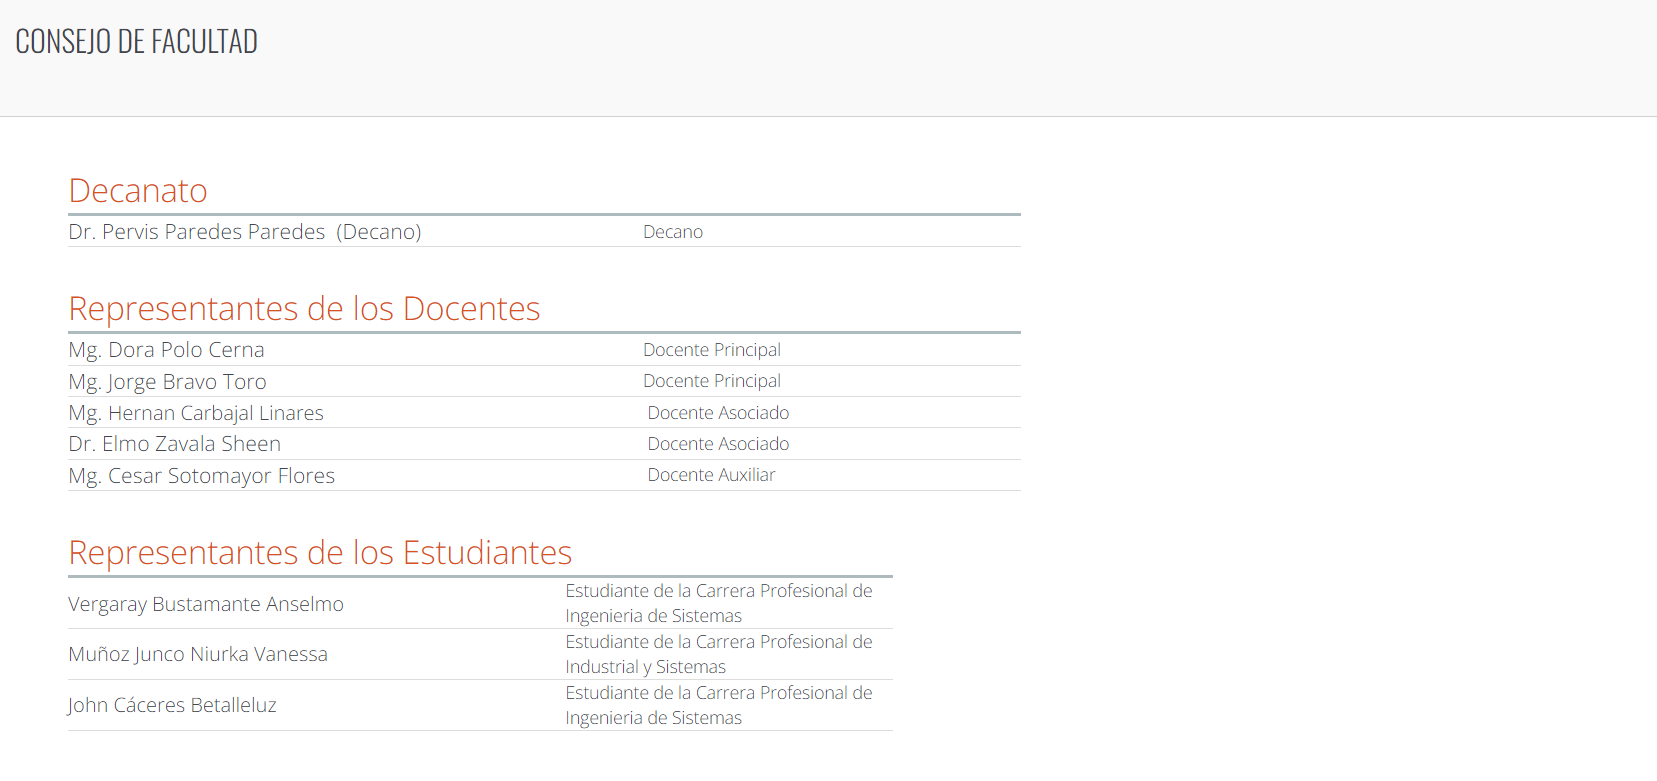 CONSEJO DE FACULTAD
Decanato
Dr. Pervis Paredes Paredes (Decano) Decano
Representantes de los Docentes
Mg. Dora Polo Cerna Docente Principal
Mg. Jorge Bravo Toro Docente Principal
Mg. Hernan Carbajal Linares Docente Asociado
Dr. Elmo Zavala Sheen Docente Asociado
Mg. Cesar Sotomayor Flores Docente Auxiliar
Representantes de los Estudiantes
Vergaray Bustamante Anselmo
Estudiante de la Carrera Profesional de
Ingenieria de Sistemas
Muñoz Junco Niurka Vanessa
Estudiante de la Carrera Profesional de
Industrial y Sistemas
John Cáceres Betalleluz
Estudiante de la Carrera Profesional de
Ingenieria de Sistemas